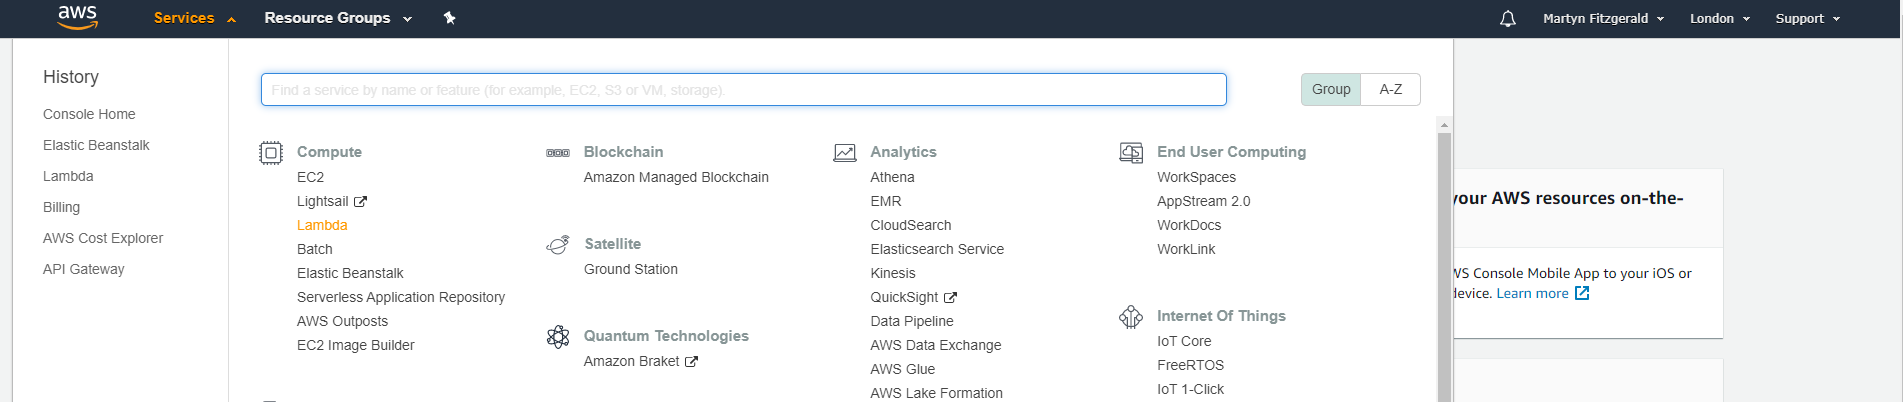 aws Services Resource Groups Martyn Fitzgerald London Support
History
Console Home
Elastic Beanstalk
Lambda
Billing
AWS Cost Explorer
API Gateway
Find a service by name or feature (for example, EC2, S3 or VM, storage).
Group A-Z
Compute
EC2
Lightsail
Lambda
Batch
Elastic Beanstalk
Serverless Application Repository
AWS Outposts
EC2 Image Builder
Blockchain
Amazon Managed Blockchain
Satellite
Ground Station
Quantum Technologies
Amazon Braket
Analytics
Athena
EMR
CloudSearch
Elasticsearch Service
Kinesis
QuickSight
Data Pipeline
AWS Data Exchange
AWS Glue
AWS Lake Formation
End User Computing
WorkSpaces
AppStream 2.0
WorkDocs
WorkLink
Internet Of Things
IoT Core
FreeRTOS
IoT 1-Click
your AWS resources on-the-
WS Console Mobile App to your iOS or
device. Learn more